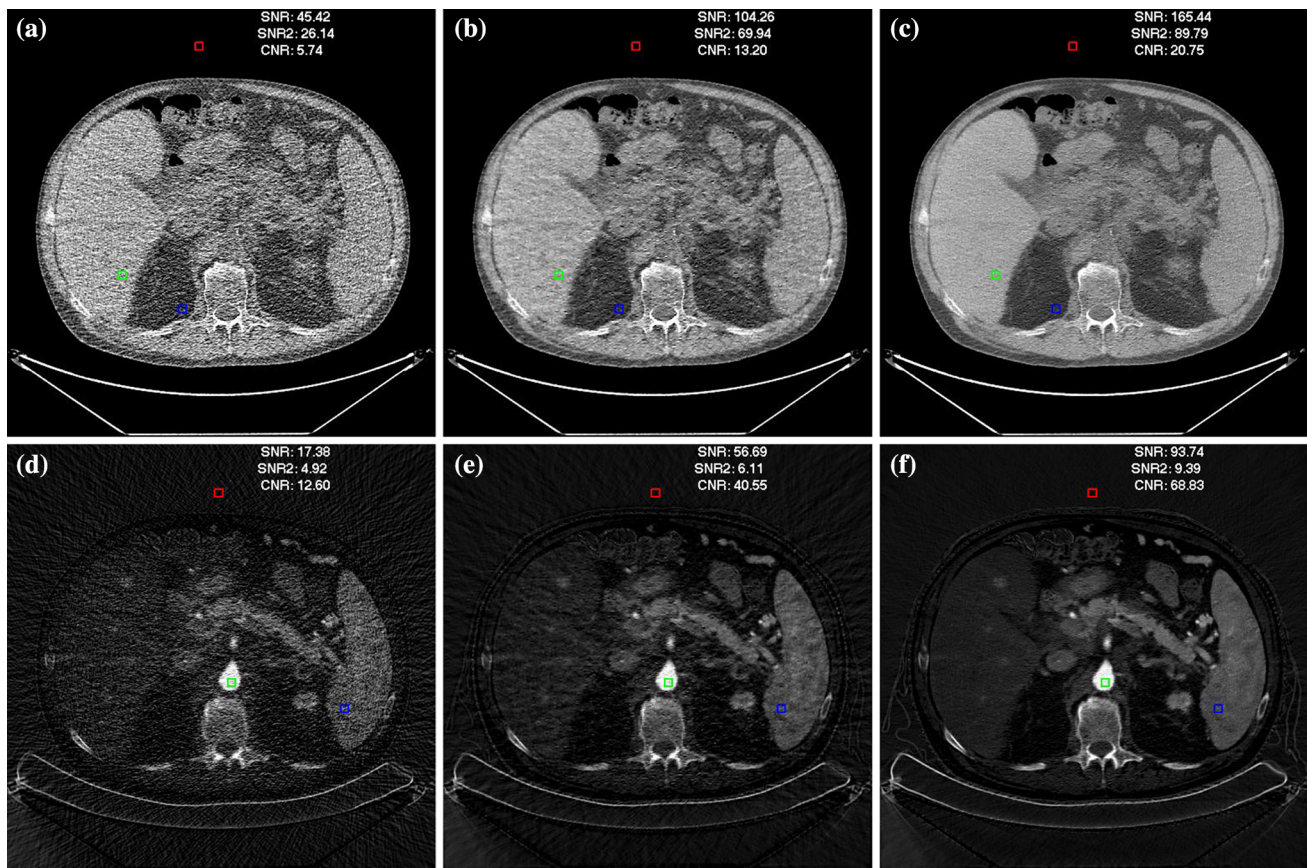 (a)
SNR: 45.42
SNR2: 26.14
CNR: 5.74
(b)
SNR: 104.26
SNR2: 69.94
CNR: 13.20
(c)
SNR: 165.44
SNR2: 89.79
CNR: 20.75
(d)
SNR: 17.38
SNR2: 4.92
CNR: 12.60
(e)
SNR: 56.69
SNR2: 6.11
CNR: 40.55
(f)
SNR: 93.74
SNR2: 9.39
CNR: 68.83